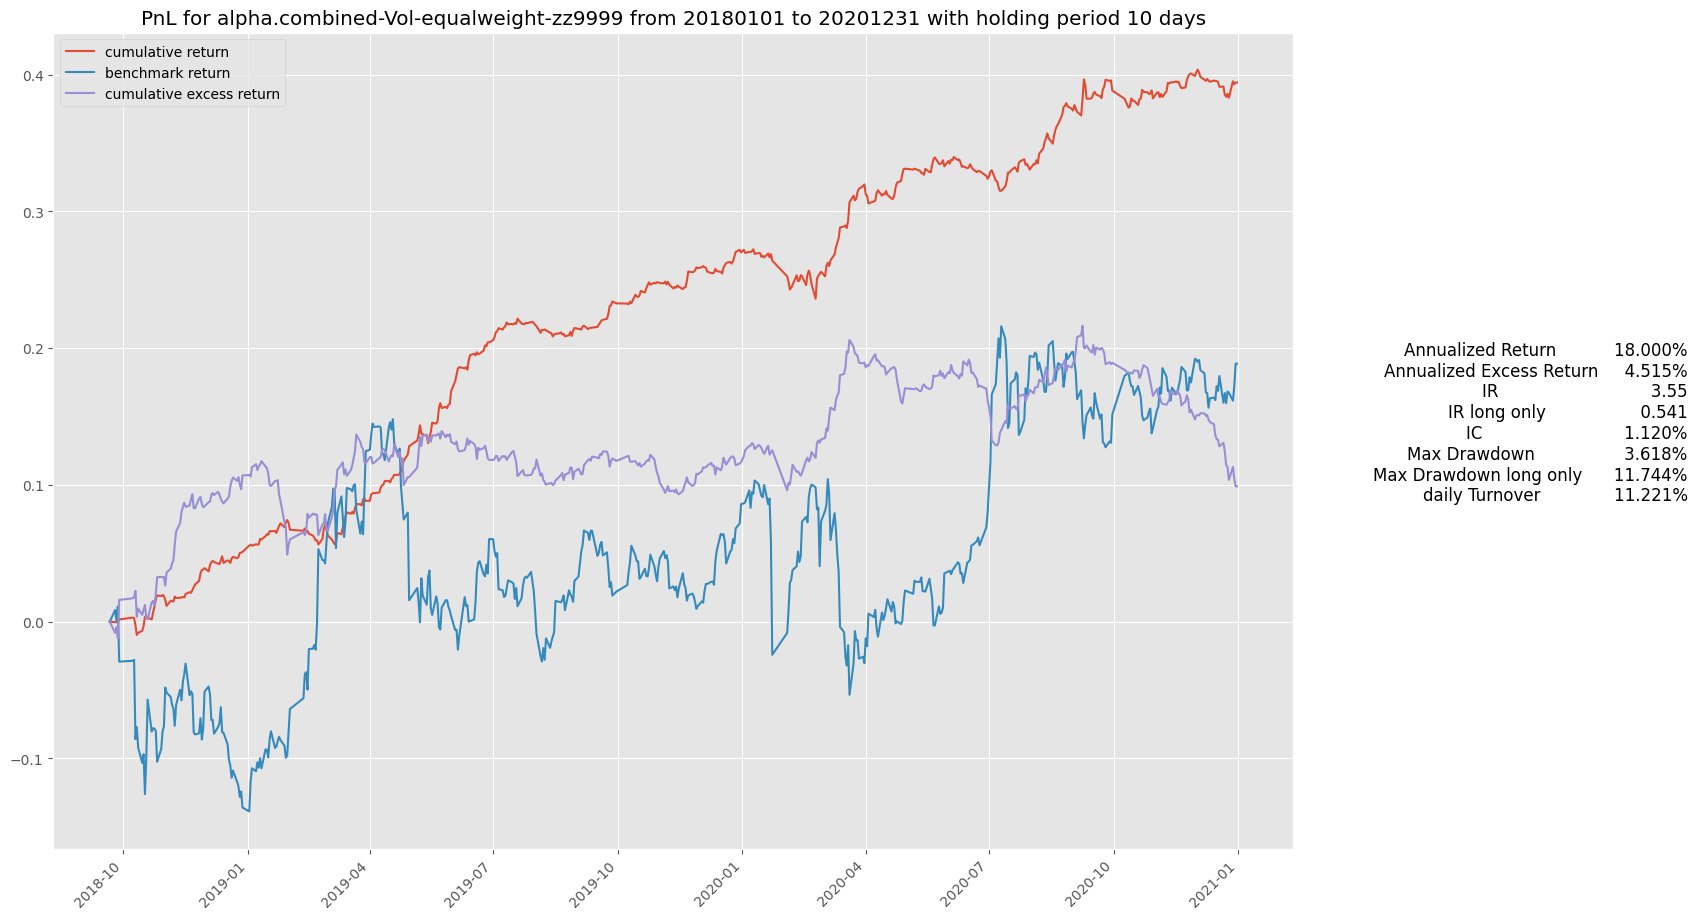 PnL for alpha.combined-Vol-equalweight-zz9999 from 20180101 to 20201231 with holding period 10 days
cumulative return
benchmark return
cumulative excess return
0.4
0.3
0.2
0.1
0.0
−0.1
2018-10
2019-01
2019-04
2019-07
2019-10
2020-01
2020-04
2020-07
2020-10
2021-01
Annualized Return 18.000%
Annualized Excess Return 4.515%
IR 3.55
IR long only 0.541
IC 1.120%
Max Drawdown 3.618%
Max Drawdown long only 11.744%
daily Turnover 11.221%